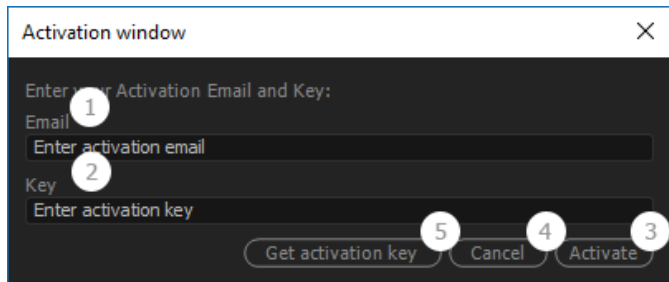 Activation window
Enter your Activation Email and Key:
1
Email
Enter activation email
2
Key
Enter activation key
5 4 3
Get activation key Cancel Activate